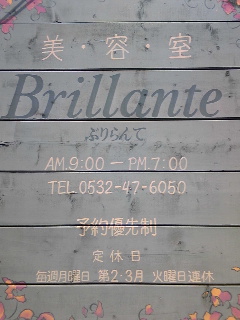 美・容・室
Brillante
ぶりらんて
AM.9:00－PM.7:00
TEL.0532-47-6050
予約優先制
定休日
毎週月曜日 第2・3月 火曜日連休